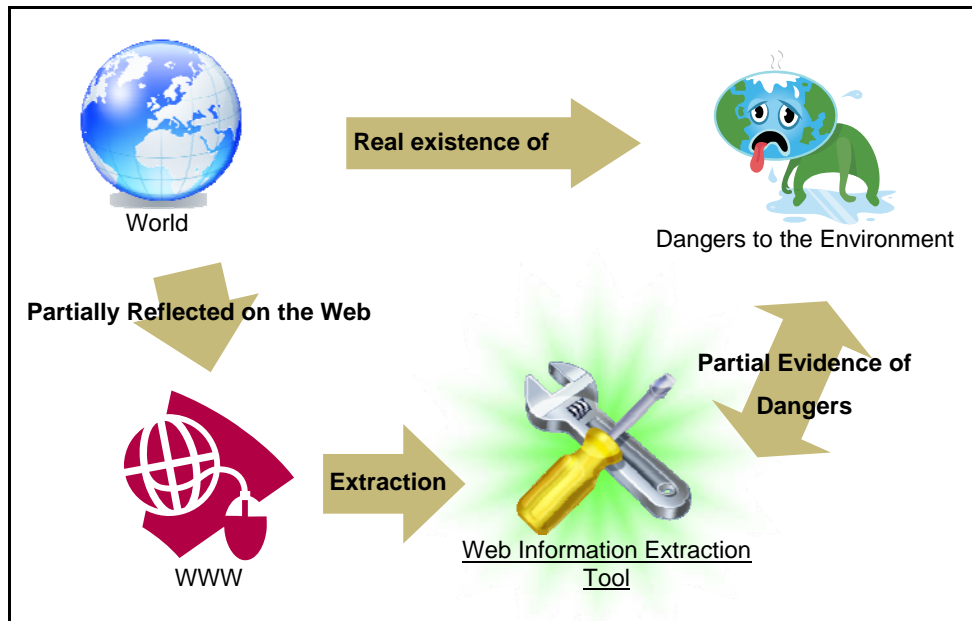 Real existence of
World
Dangers to the Environment
Partially Reflected on the Web
Partial Evidence of
Dangers
Extraction
Web Information Extraction
Tool
WWW